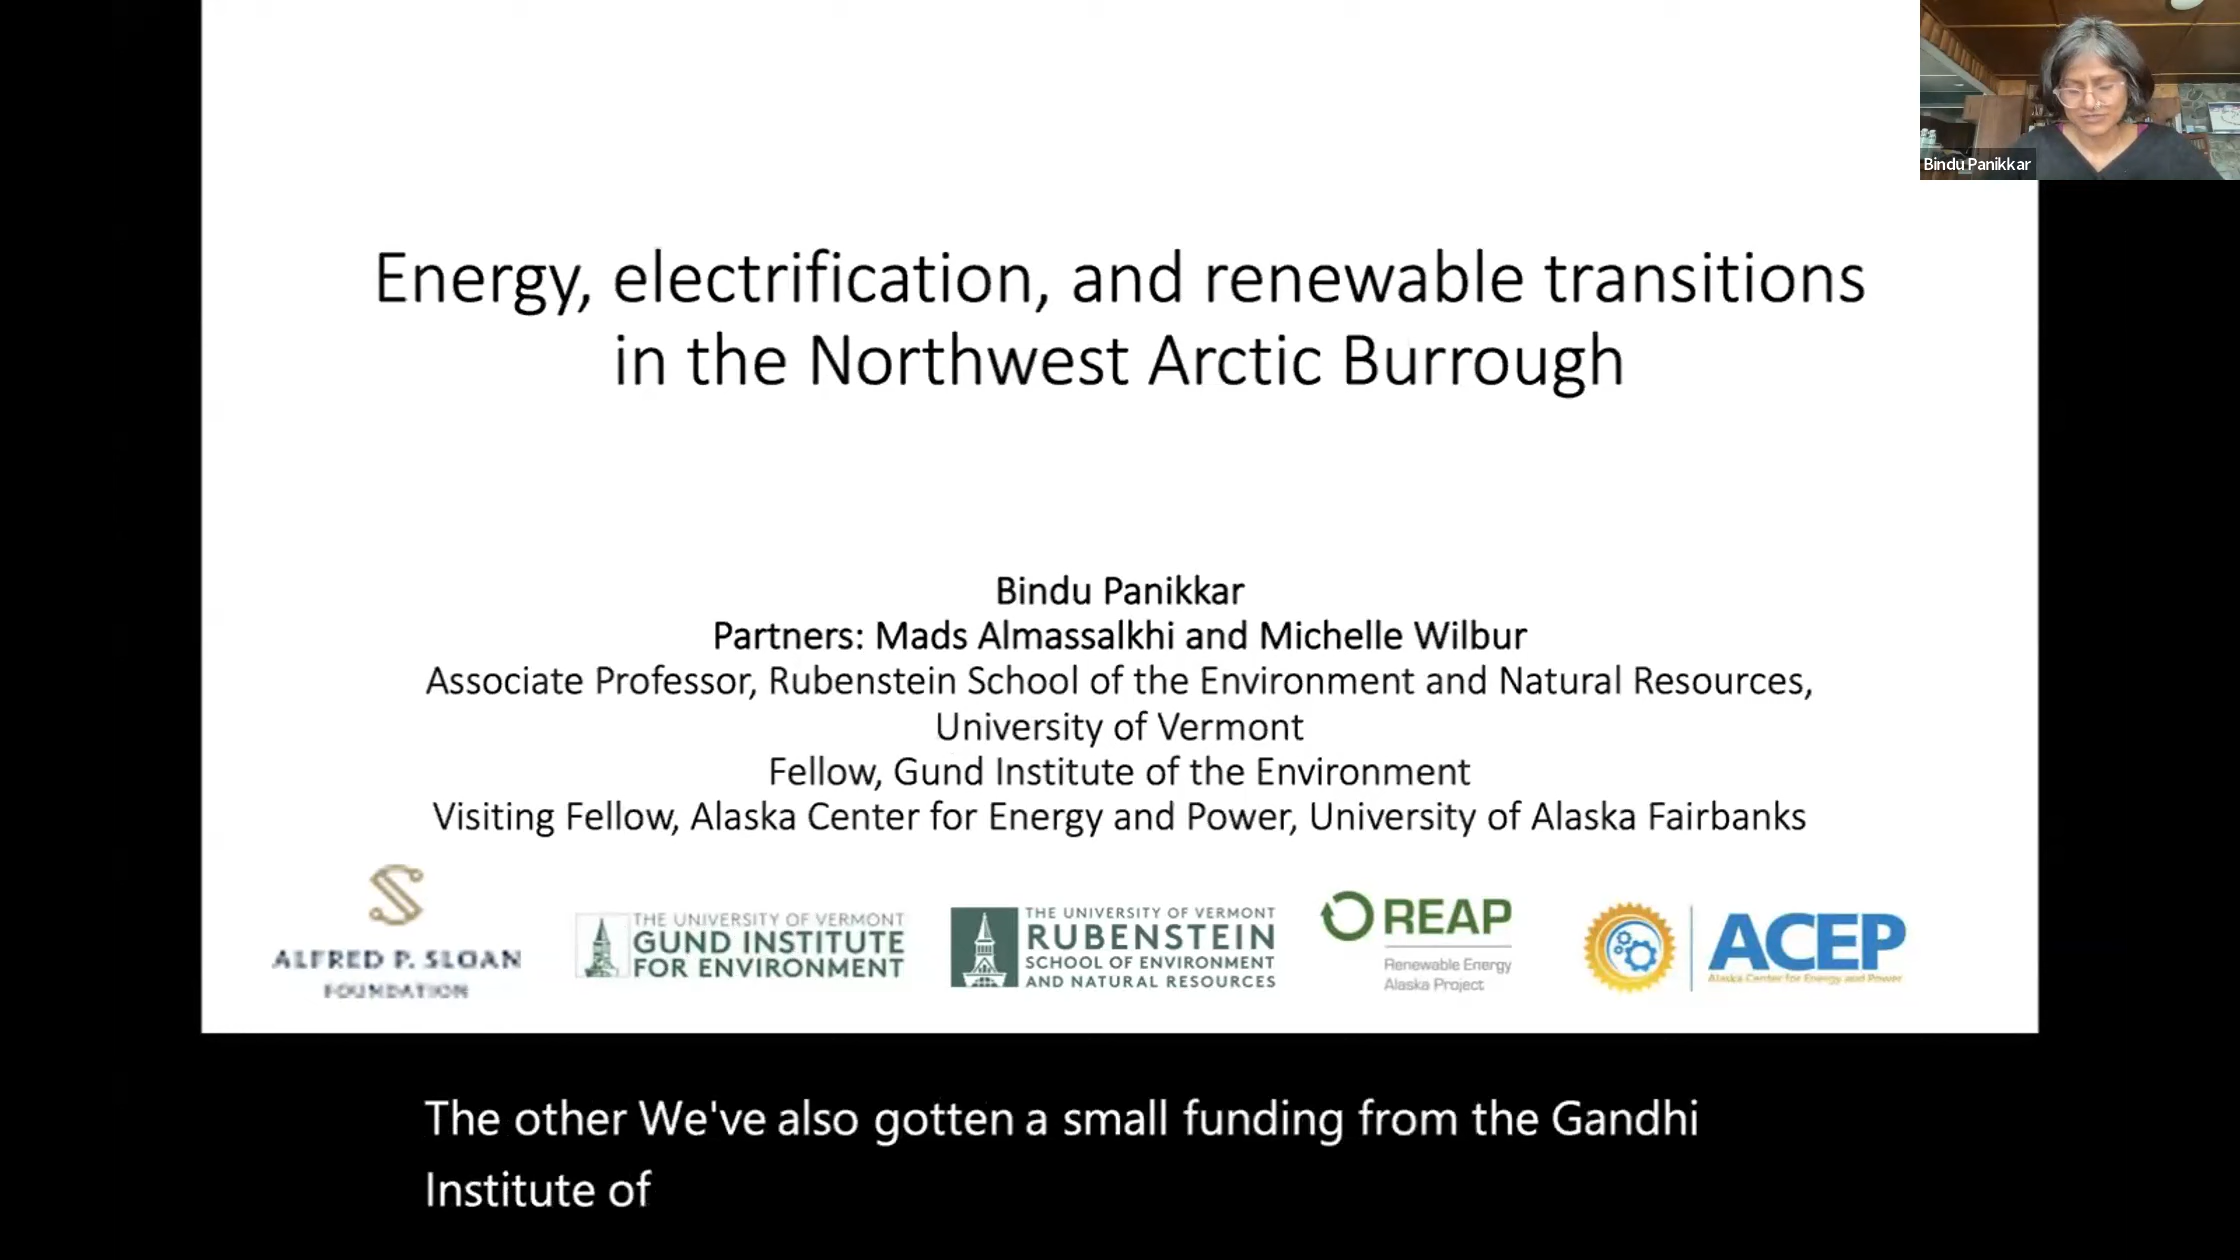 Bindu Panikkar
Energy, electrification, and renewable transitions
in the Northwest Arctic Burrough
Bindu Panikkar
Partners: Mads Almassalkhi and Michelle Wilbur
Associate Professor, Rubenstein School of the Environment and Natural Resources,
University of Vermont
Fellow, Gund Institute of the Environment
Visiting Fellow, Alaska Center for Energy and Power, University of Alaska Fairbanks
ALFRED P. SLOAN
FOUNDATION
THE UNIVERSITY OF VERMONT
GUND INSTITUTE
FOR ENVIRONMENT
THE UNIVERSITY OF VERMONT
RUBENSTEIN
SCHOOL OF ENVIRONMENT
AND NATURAL RESOURCES
REAP
Renewable Energy
Alaska Project
ACEP
Alaska Center for Energy and Power
The other We've also gotten a small funding from the Gandhi
Institute of